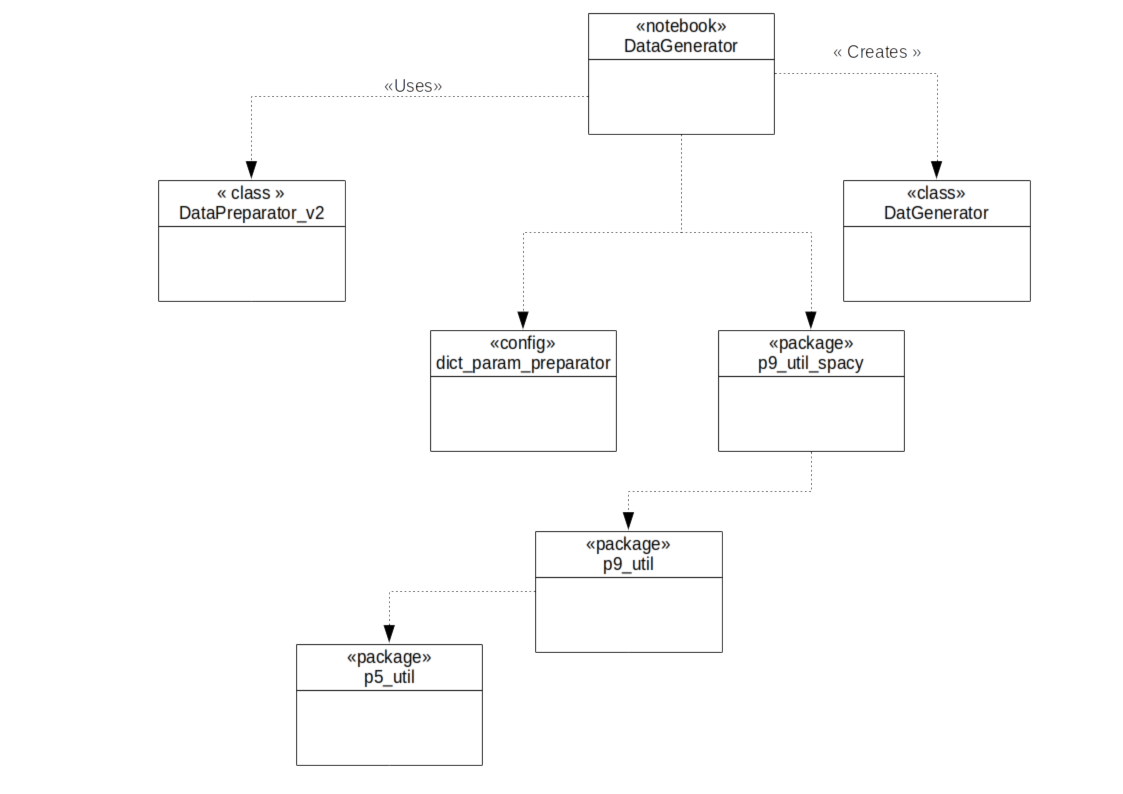 «notebook»
DataGenerator
« Creates »
«Uses»
« class »
DataPreparator_v2
«class»
DatGenerator
«config»
dict_param_preparator
«package»
p9_util_spacy
«package»
p9_util
«package»
p5_util